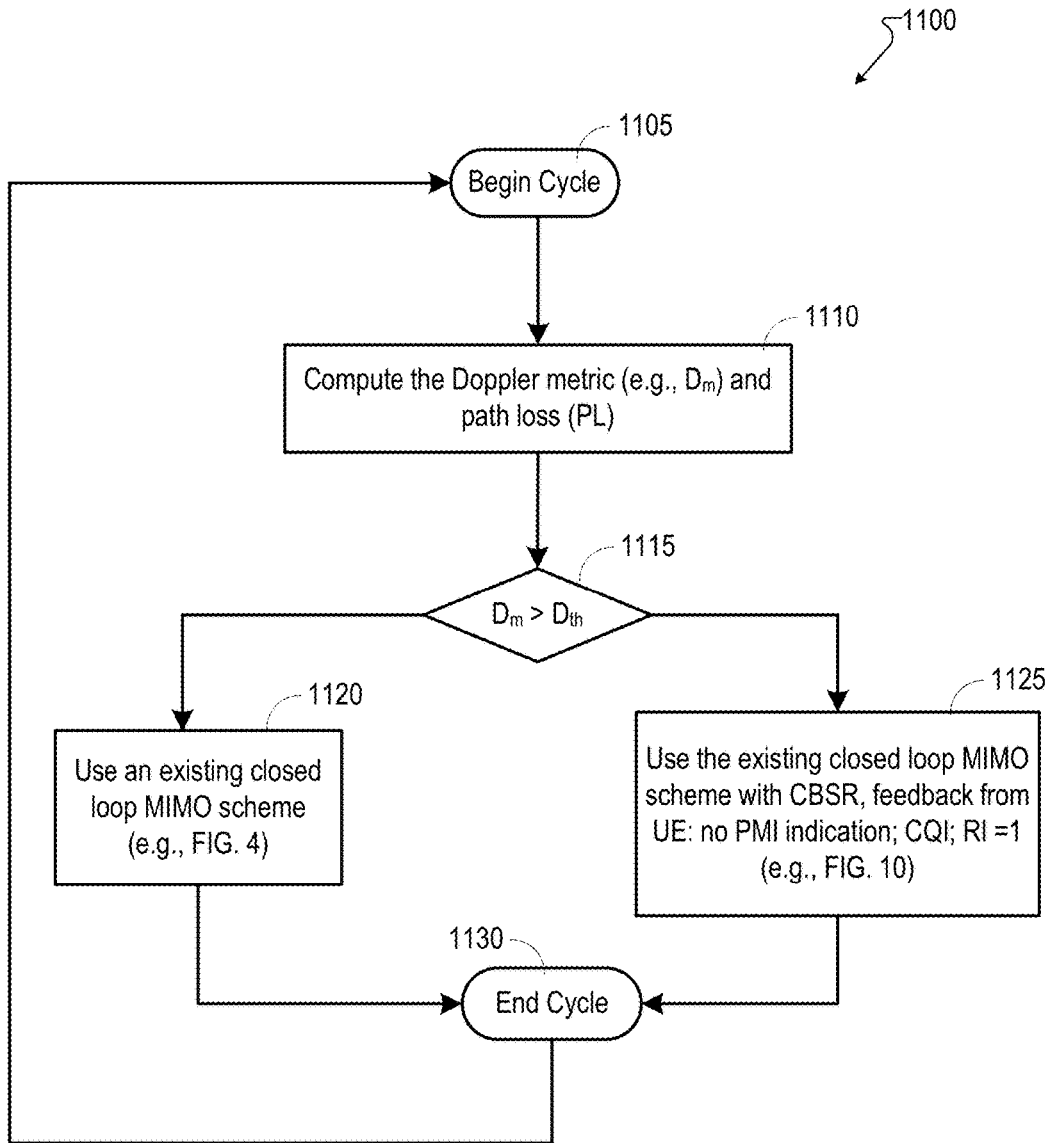 1100
1105
Begin Cycle
1110
Compute the Doppler metric (e.g., Dm) and
path loss (PL)
1115
Dm > Dth
1120
Use an existing closed
loop MIMO scheme
(e.g., FIG. 4)
1125
Use the existing closed loop MIMO
scheme with CBSR, feedback from
UE: no PMI indication; CQI; RI =1
(e.g., FIG. 10)
1130
End Cycle